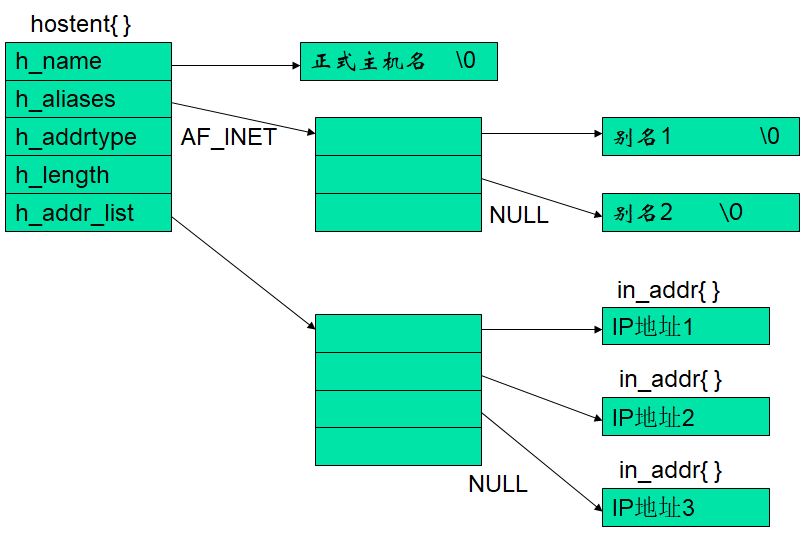 hostent{ }
h_name
正式主机名 \0
h_aliases
h_addrtype
AF_INET
别名1 \0
h_length
h_addr_list
NULL
别名2 \0
in_addr{ }
IP地址1
in_addr{ }
IP地址2
in_addr{ }
NULL
IP地址3